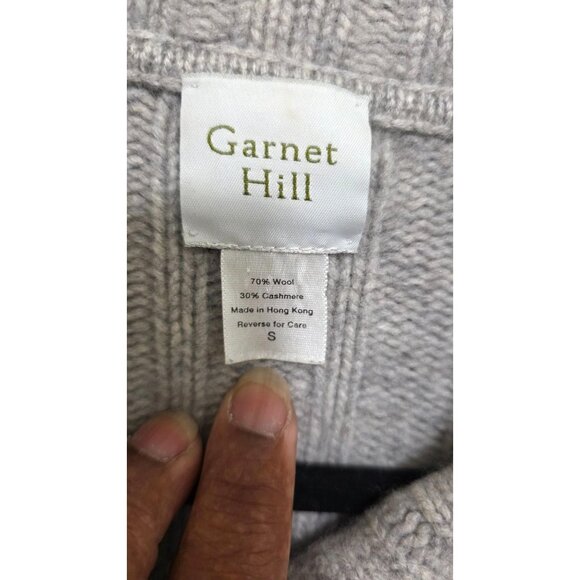 Garnet
Hill
70% Wool
30% Cashmere
Made in Hong Kong
Reverse for Care
S